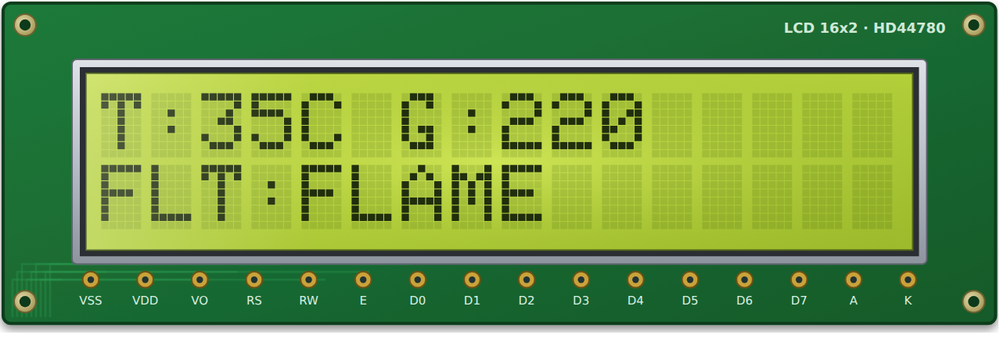 LCD 16x2 · HD44780
T:35C G:220
FLT:FLAME
VSS VDD VO RS RW E D0 D1 D2 D3 D4 D5 D6 D7 A K